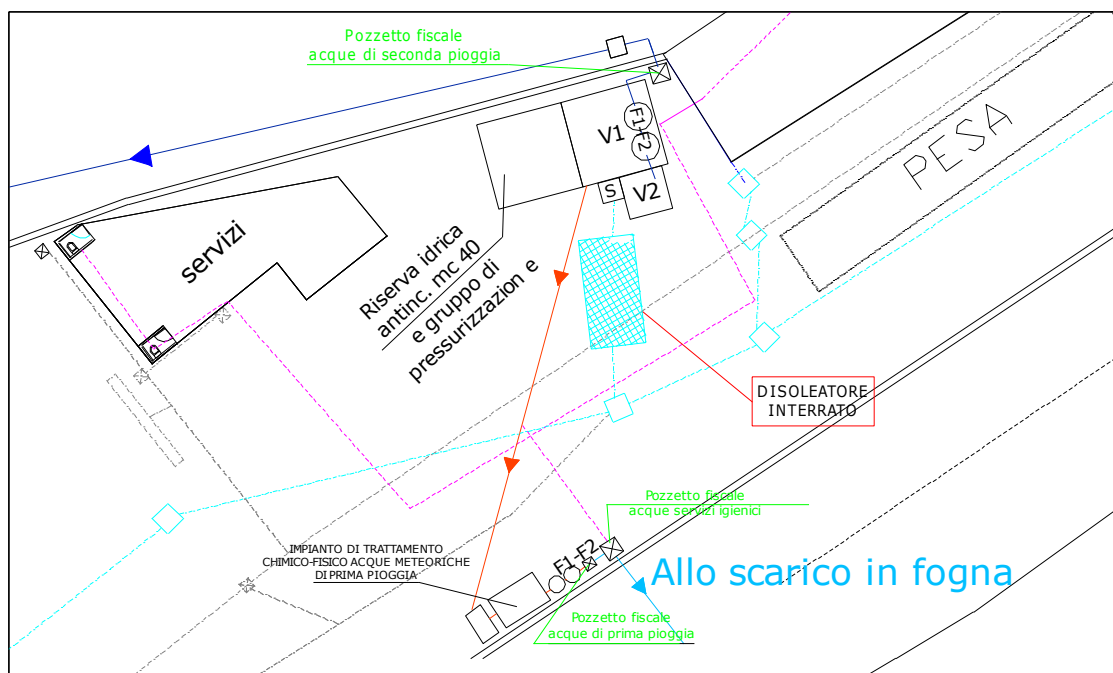 Pozzetto fiscale
acque di seconda pioggia
V1
F1-F2
S
V2
PESA
servizi
Riserva idrica
antinc. mc 40
e gruppo di
pressurizzazion e
DISOLEATORE
INTERRATO
Pozzetto fiscale
acque servizi igienici
IMPIANTO DI TRATTAMENTO
CHIMICO-FISICO ACQUE METEORICHE
DI PRIMA PIOGGIA
F1-F2
Allo scarico in fogna
Pozzetto fiscale
acque di prima pioggia